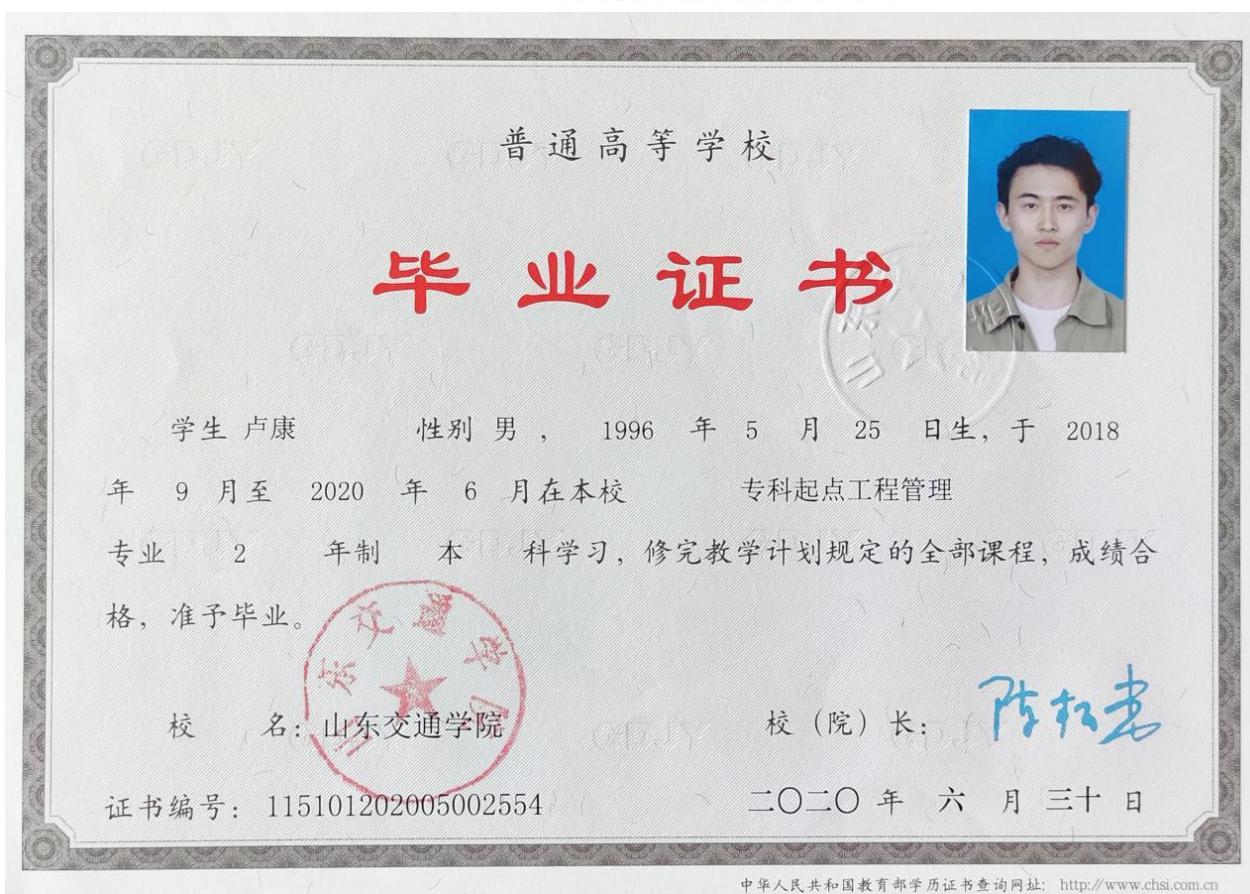 普通高等学校
毕业证书
学生 卢康 性别 男 ， 1996 年 5 月 25 日生，于 2018
年 9 月至 2020 年 6 月在本校 专科起点工程管理
专业 2 年制 本 科学习，修完教学计划规定的全部课程，成绩合
格，准予毕业。
山东交通学院
校 名：山东交通学院 校（院）长：
证书编号：115101202005002554 二〇二〇 年 六 月 三十 日
中华人民共和国教育部学历证书查询网址： http://www.chsi.com.cn